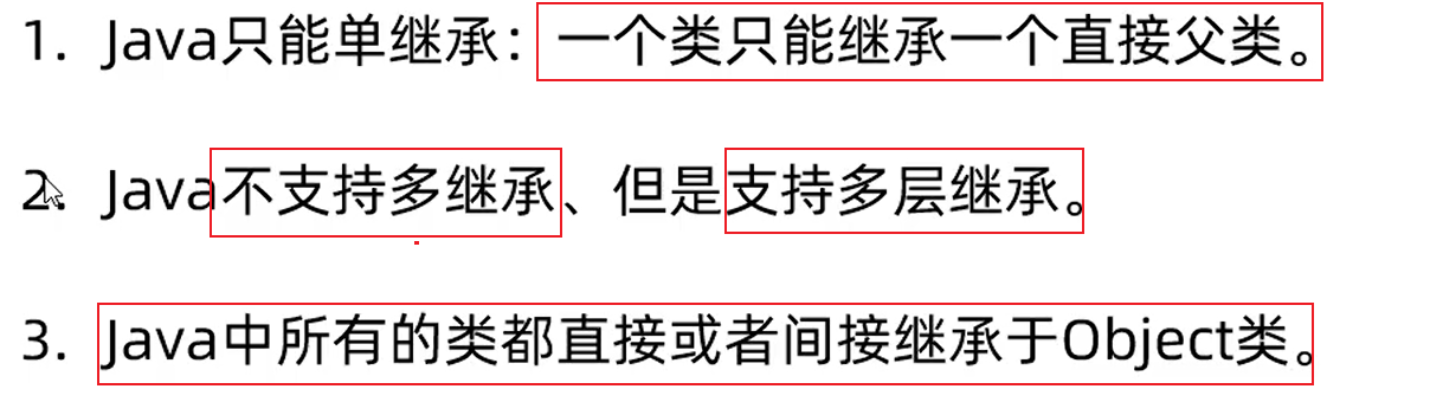 1. Java只能单继承：一个类只能继承一个直接父类。
2. Java不支持多继承、但是支持多层继承。
3. Java中所有的类都直接或者间接继承于Object类。